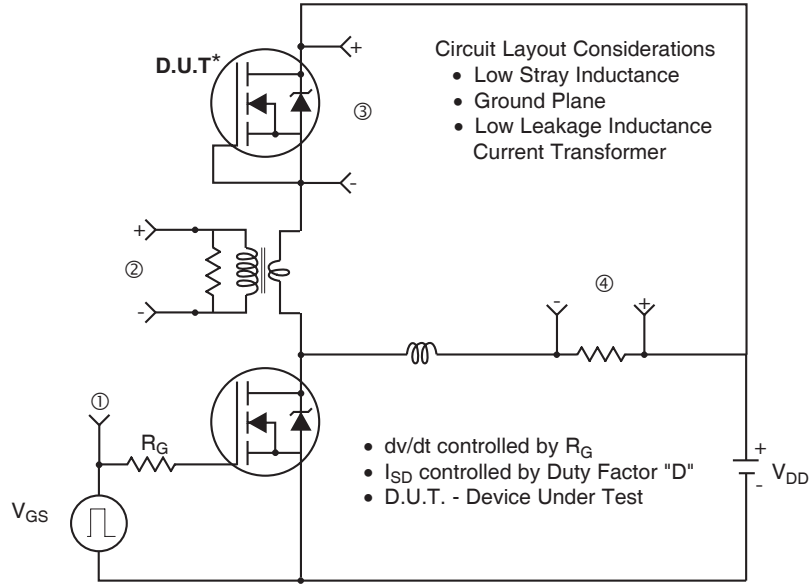 D.U.T*
+
③
-
Circuit Layout Considerations
• Low Stray Inductance
• Ground Plane
• Low Leakage Inductance
Current Transformer
+
②
-
④
-
+
①
RG
VGS
• dv/dt controlled by RG
• ISD controlled by Duty Factor "D"
• D.U.T. - Device Under Test
+
VDD
-